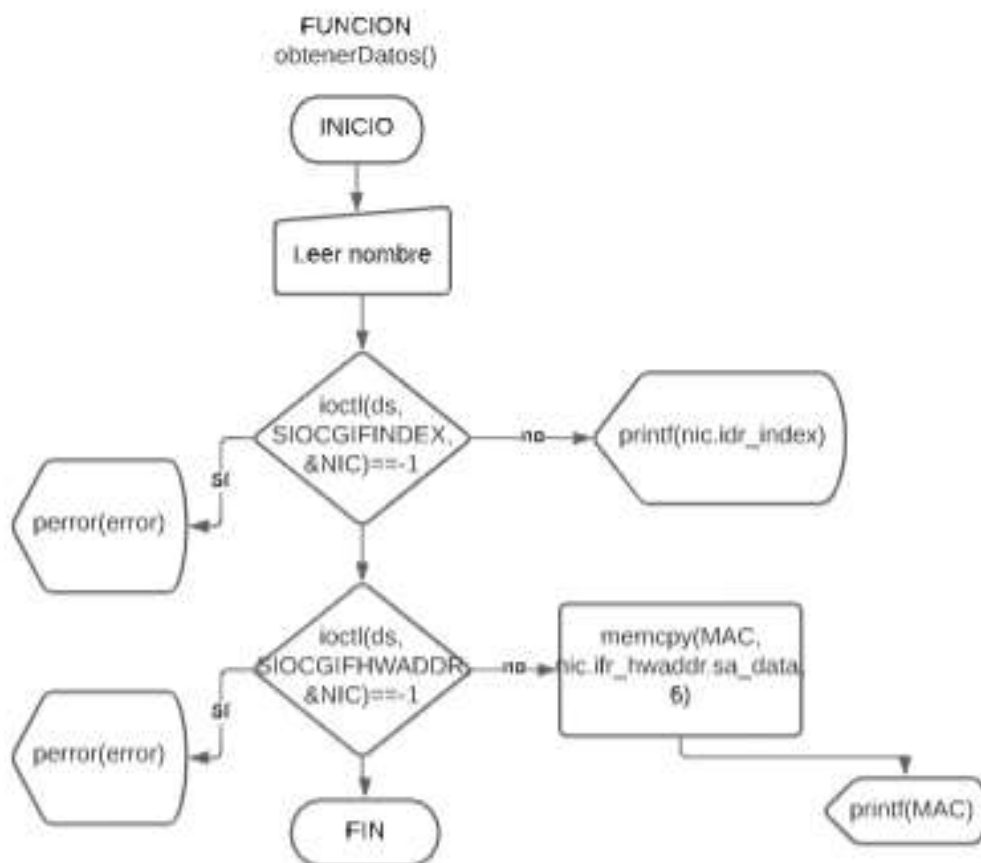 FUNCION
obtenerDatos()
INICIO
Leer nombre
ioctl(ds,
SIOCGIFINDEX,
&NIC)==-1
no
printf(nic.idr_index)
SI
perror(error)
ioctl(ds,
SIOCGIFHWADDR
&NIC)==-1
no
memcpy(MAC,
nic.ifr_hwaddr.sa_data,
6)
SI
perror(error)
printf(MAC)
FIN